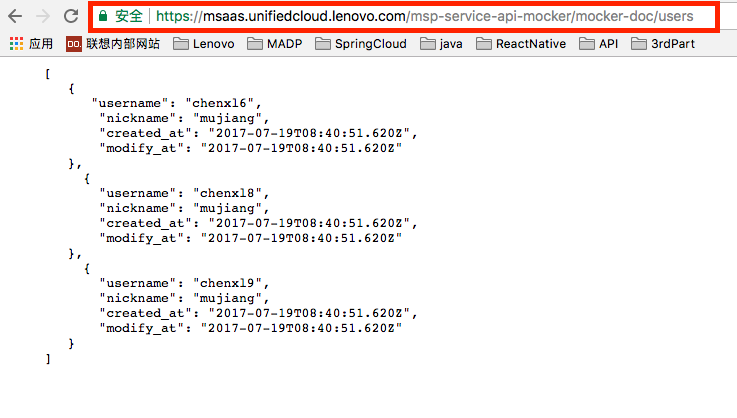 安全 https://msaas.unifiedcloud.lenovo.com/msp-service-api-mocker/mocker-doc/users
应用 DO. 联想内部网站 Lenovo MADP SpringCloud java ReactNative API 3rdPart
[
{
"username": "chenxl6",
"nickname": "mujiang",
"created_at": "2017-07-19T08:40:51.620Z",
"modify_at": "2017-07-19T08:40:51.620Z"
},
{
"username": "chenxl8",
"nickname": "mujiang",
"created_at": "2017-07-19T08:40:51.620Z",
"modify_at": "2017-07-19T08:40:51.620Z"
},
{
"username": "chenxl9",
"nickname": "mujiang",
"created_at": "2017-07-19T08:40:51.620Z",
"modify_at": "2017-07-19T08:40:51.620Z"
}
]